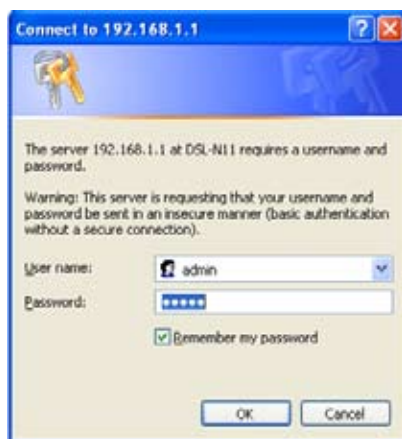 Connect to 192.168.1.1
The server 192.168.1.1 at DSL-N11 requires a username and
password.
Warning: This server is requesting that your username and
password be sent in an insecure manner (basic authentication
without a secure connection).
User name:
admin
Password:
•••••
Remember my password
OK
Cancel